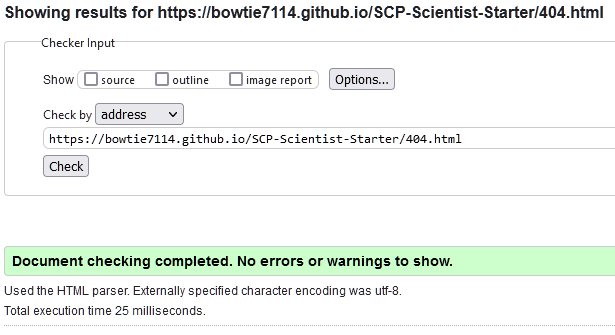 Showing results for https://bowtie7114.github.io/SCP-Scientist-Starter/404.html
Checker Input
Show source outline image report Options...
Check by address
https://bowtie7114.github.io/SCP-Scientist-Starter/404.html
Check
Document checking completed. No errors or warnings to show.
Used the HTML parser. Externally specified character encoding was utf-8.
Total execution time 25 milliseconds.